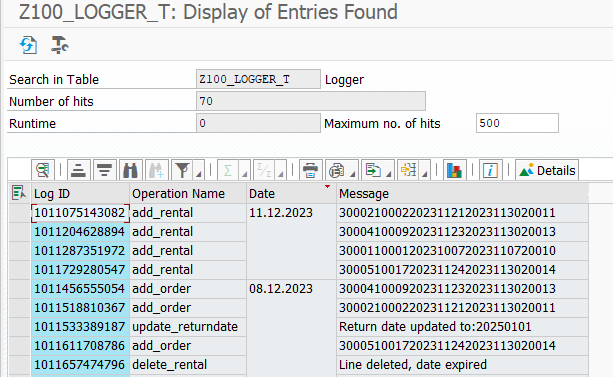 Z100_LOGGER_T: Display of Entries Found
Search in Table Z100_LOGGER_T Logger
Number of hits 70
Runtime 0 Maximum no. of hits 500
Details
Log ID Operation Name Date Message
1011075143082 add_rental 11.12.2023 300021000220231121202311302​0011
1011204628894 add_rental 3000410009202311232023113020013
1011287351972 add_rental 3000110001202310072023110720010
1011729280547 add_rental 3000510017202311242023113020014
1011456555054 add_order 08.12.2023 3000410009202311232023113020013
1011518810367 add_order 3000210002202311212023113020011
1011533389187 update_returndate Return date updated to:20250101
1011611708786 add_order 3000510017202311242023113020014
1011657474796 delete_rental Line deleted, date expired